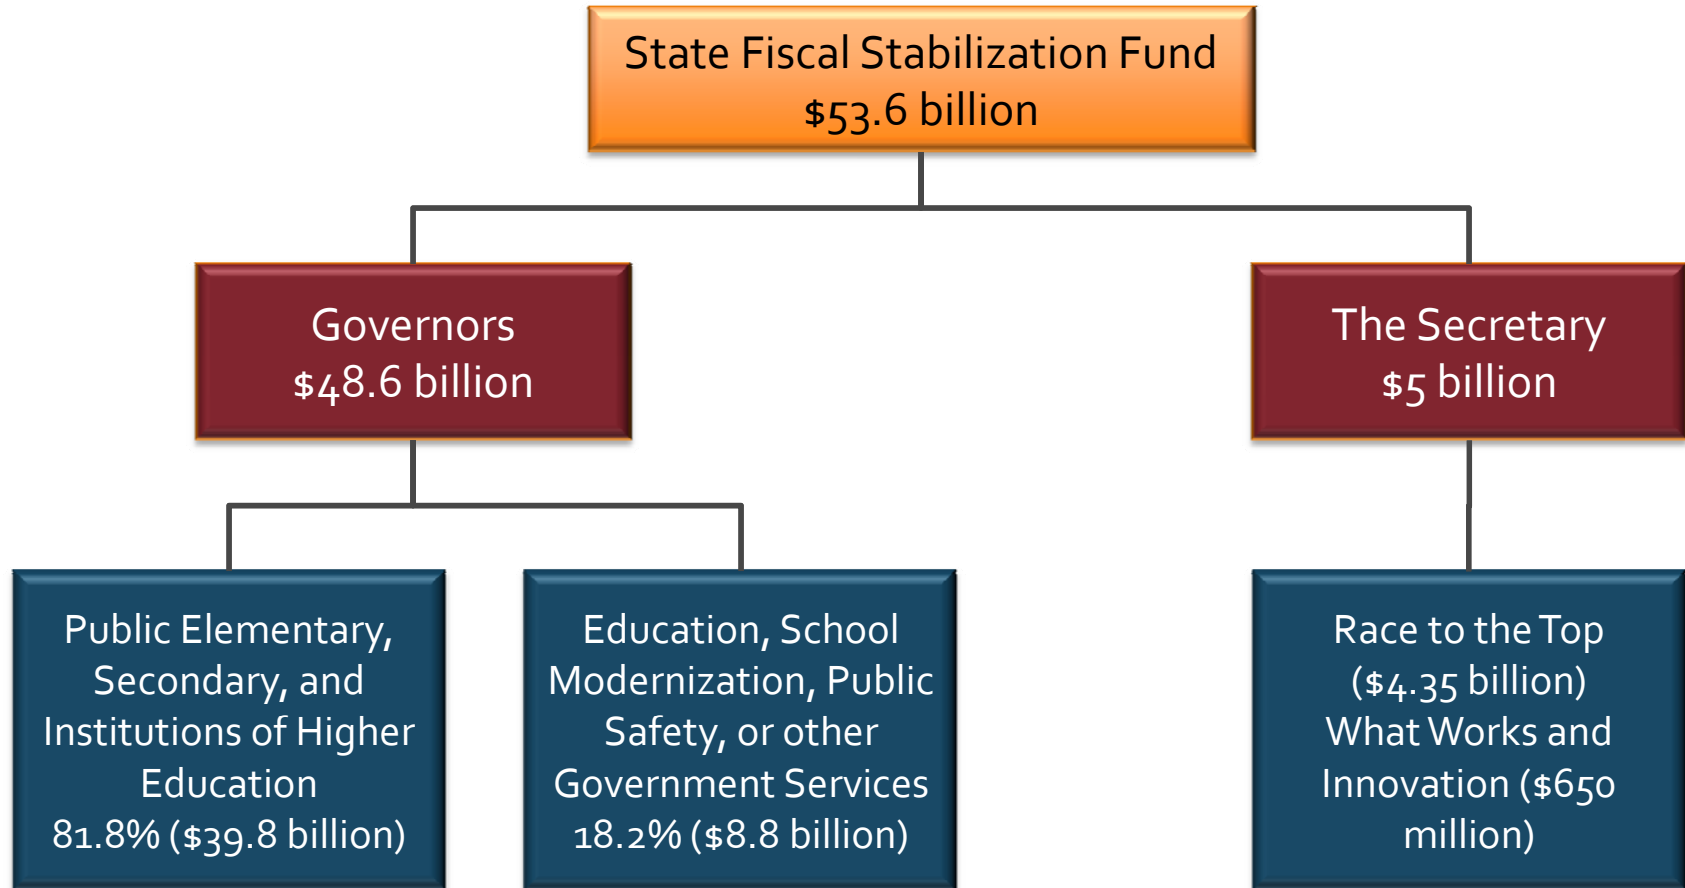 State Fiscal Stabilization Fund
$53.6 billion
Governors
$48.6 billion
The Secretary
$5 billion
Public Elementary,
Secondary, and
Institutions of Higher
Education
81.8% ($39.8 billion)
Education, School
Modernization, Public
Safety, or other
Government Services
18.2% ($8.8 billion)
Race to the Top
($4.35 billion)
What Works and
Innovation ($650
million)